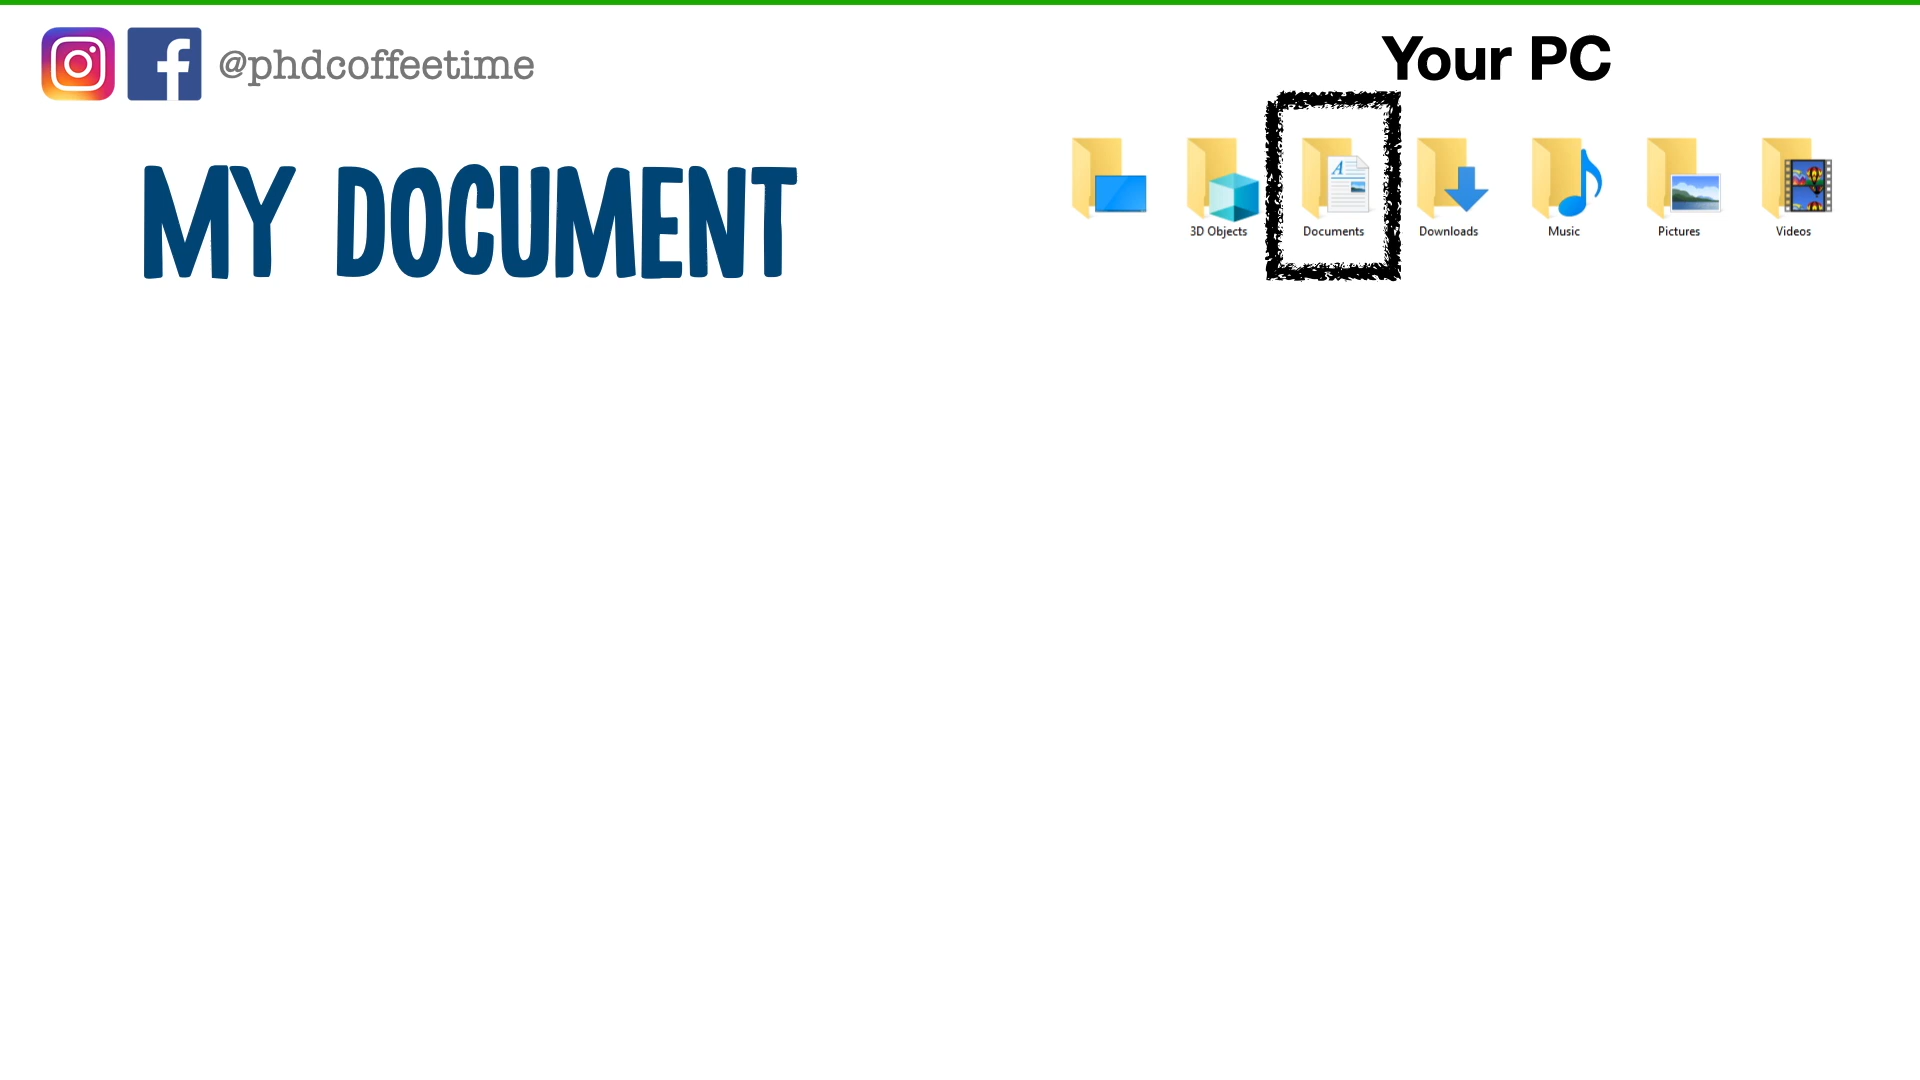 @phdcoffeetime
Your PC
MY DOCUMENT
3D Objects
Documents
Downloads
Music
Pictures
Videos